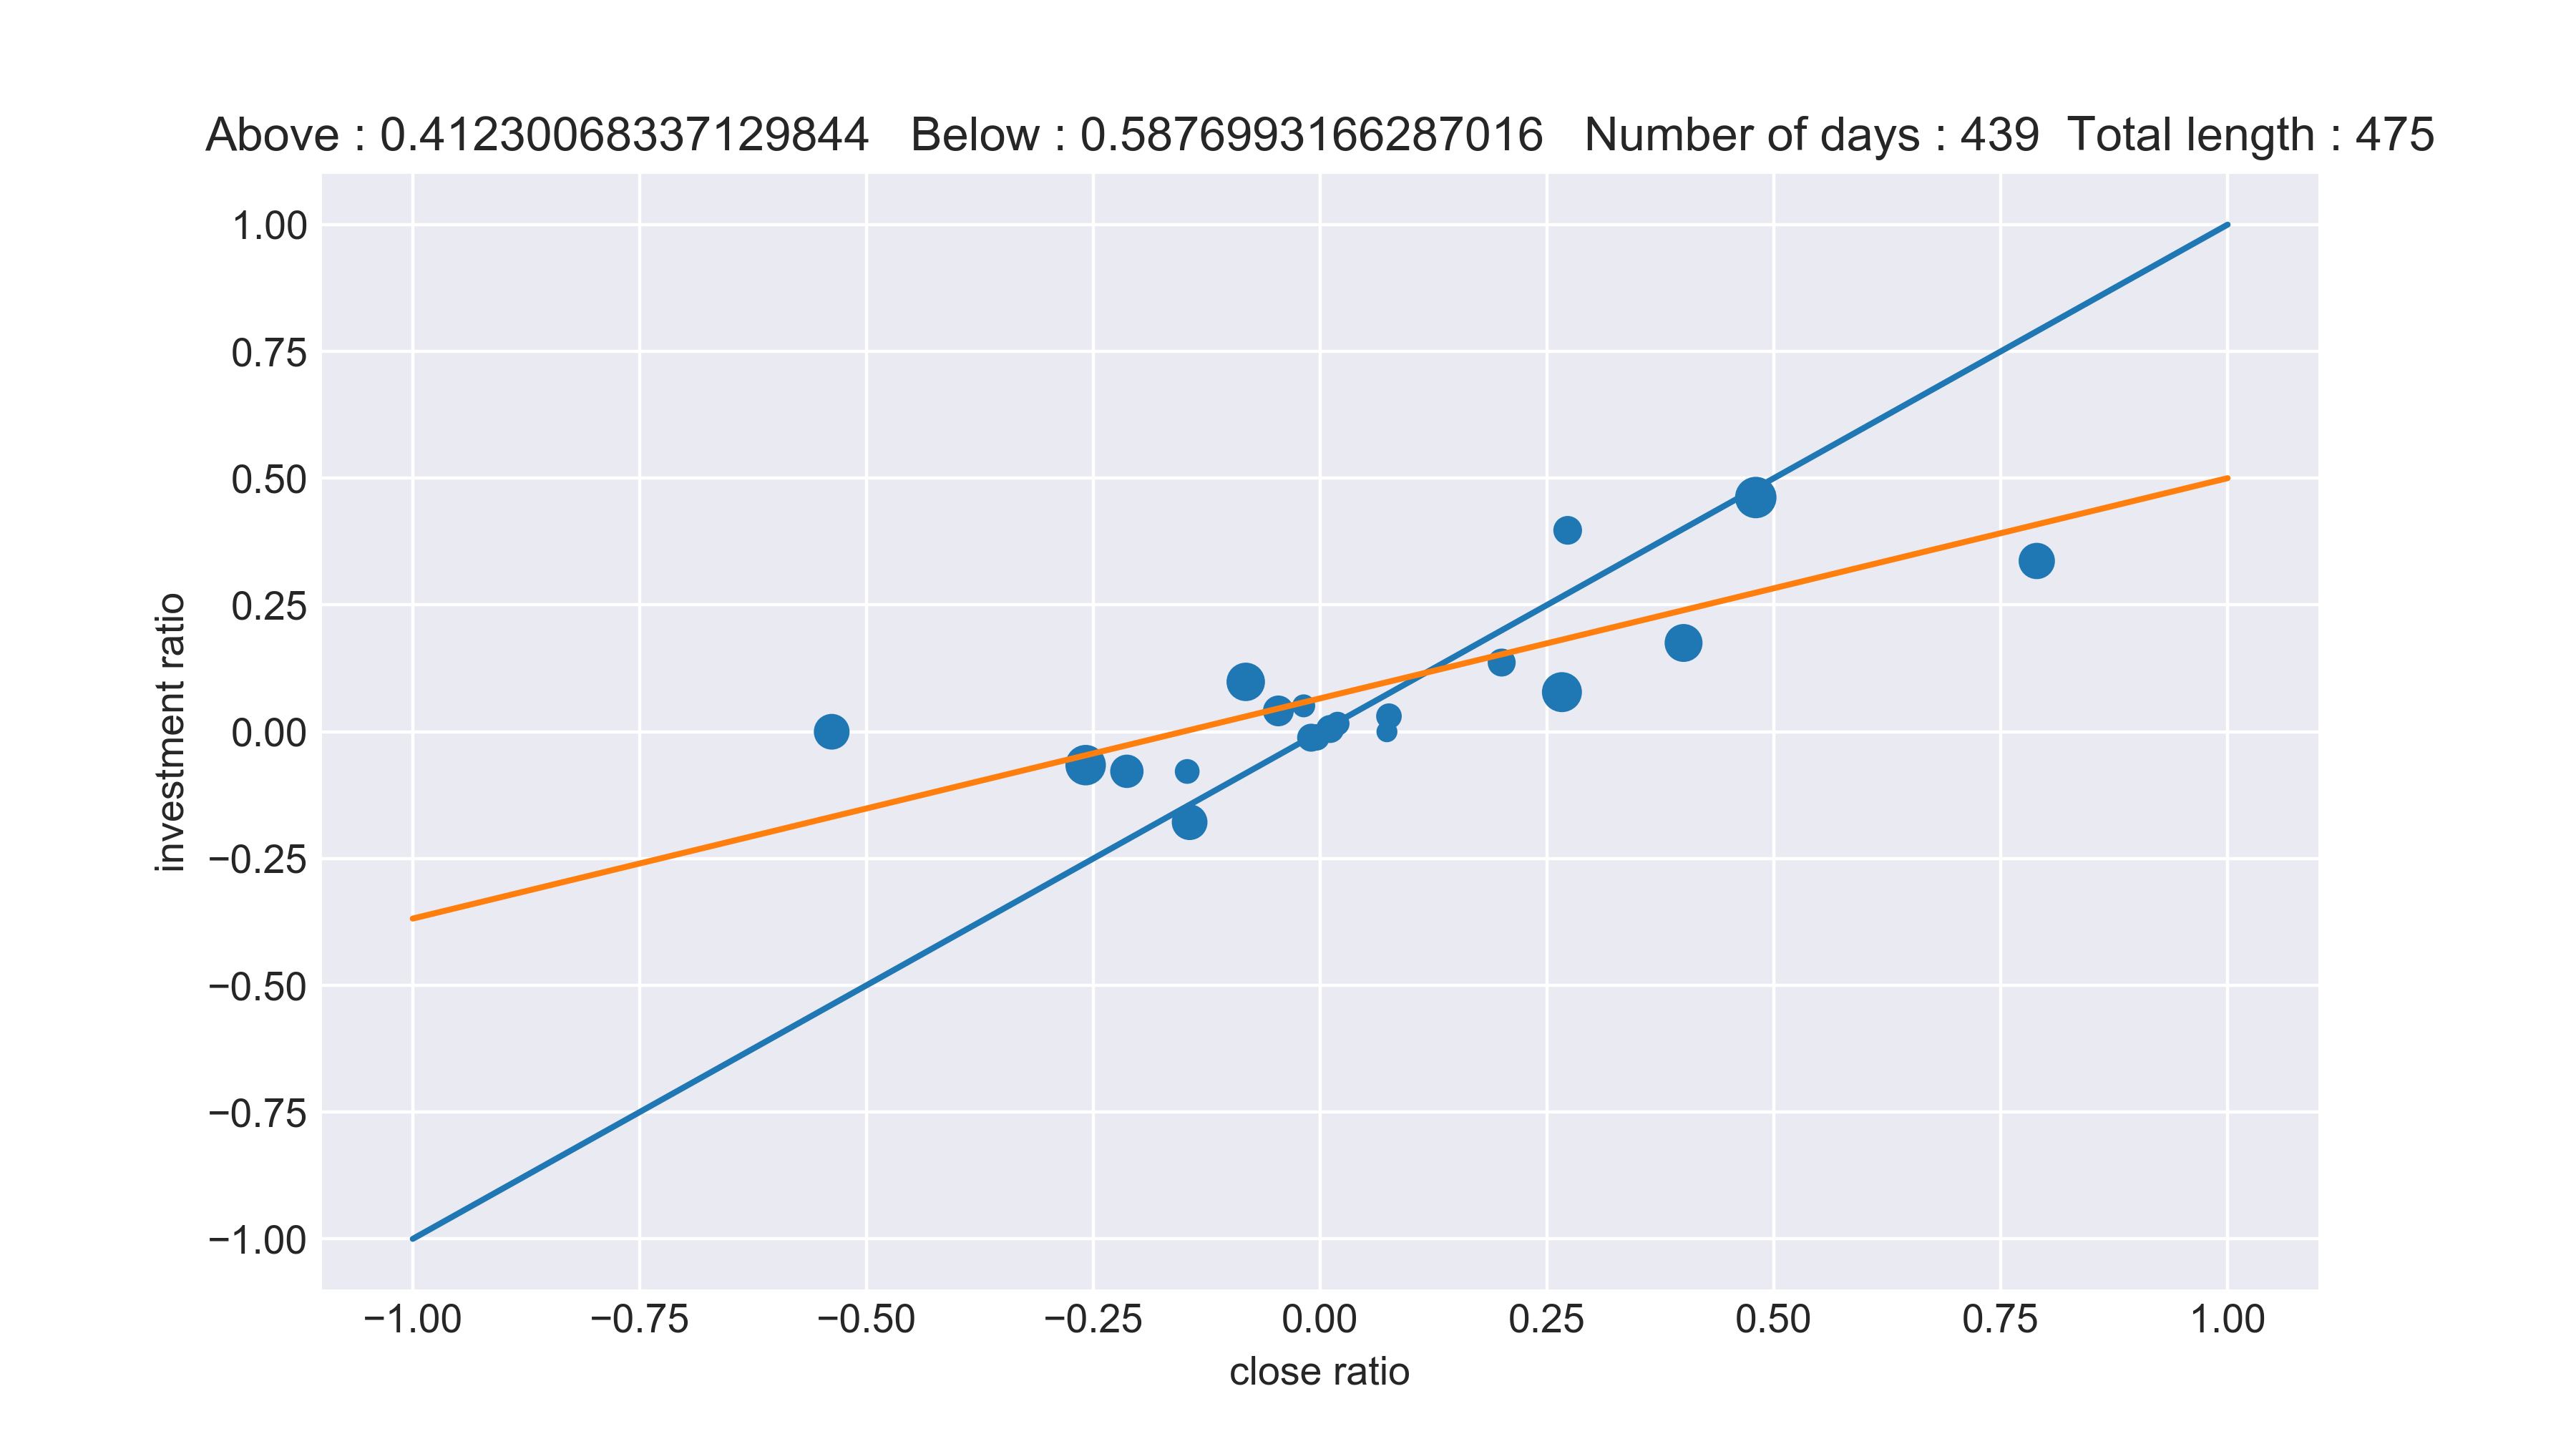 Above : 0.41230068337129844   Below : 0.5876993166287016   Number of days : 439  Total length : 475
1.00
0.75
0.50
0.25
0.00
−0.25
−0.50
−0.75
−1.00
investment ratio
−1.00 −0.75 −0.50 −0.25 0.00 0.25 0.50 0.75 1.00
close ratio